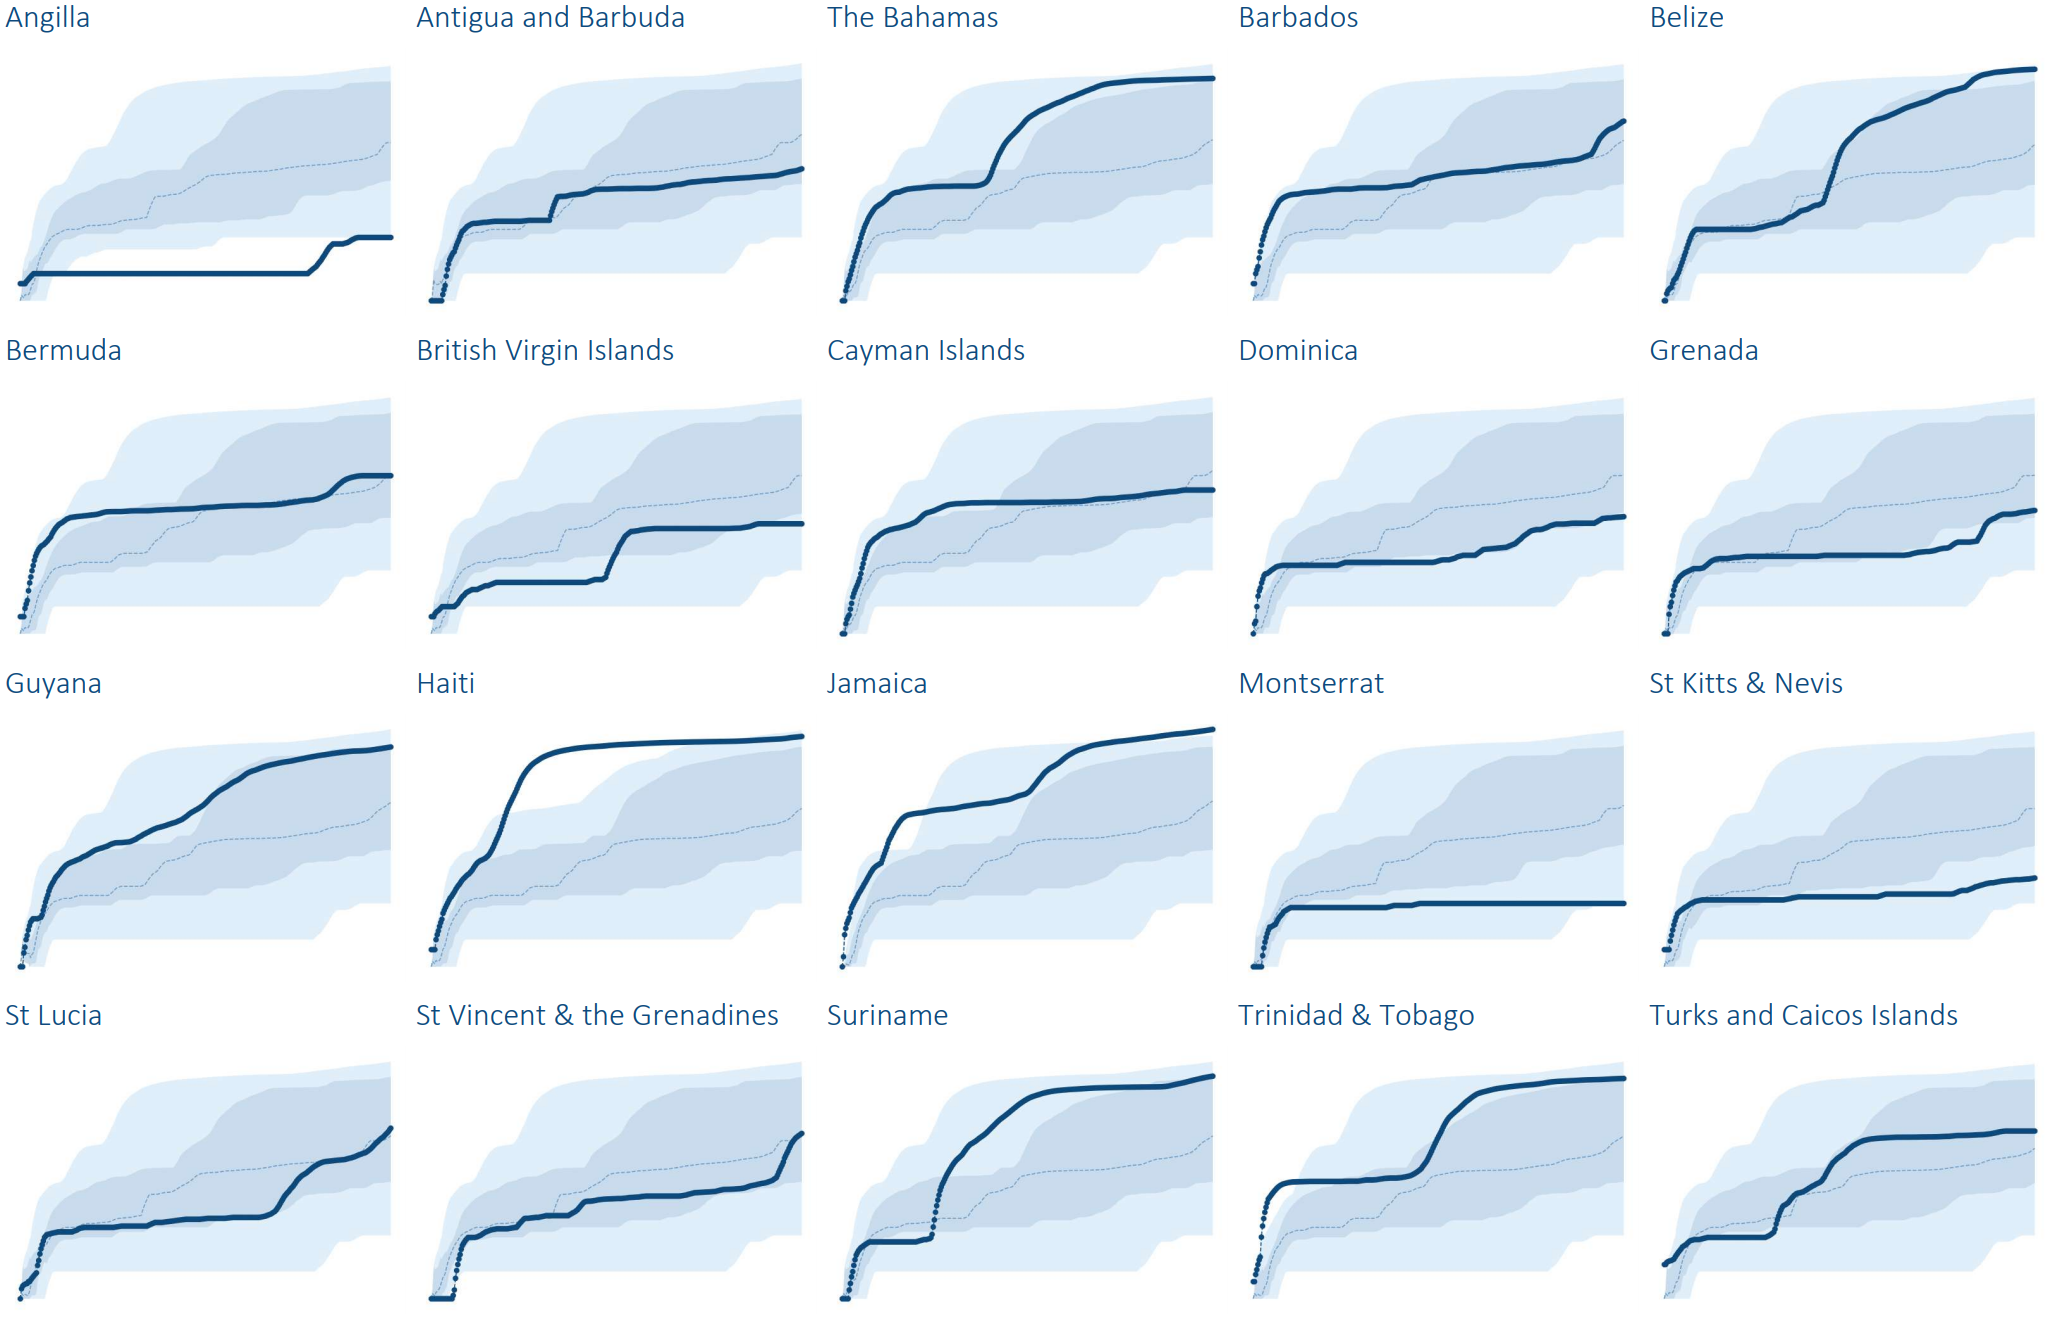 Angilla
Antigua and Barbuda
The Bahamas
Barbados
Belize
Bermuda
British Virgin Islands
Cayman Islands
Dominica
Grenada
Guyana
Haiti
Jamaica
Montserrat
St Kitts & Nevis
St Lucia
St Vincent & the Grenadines
Suriname
Trinidad & Tobago
Turks and Caicos Islands